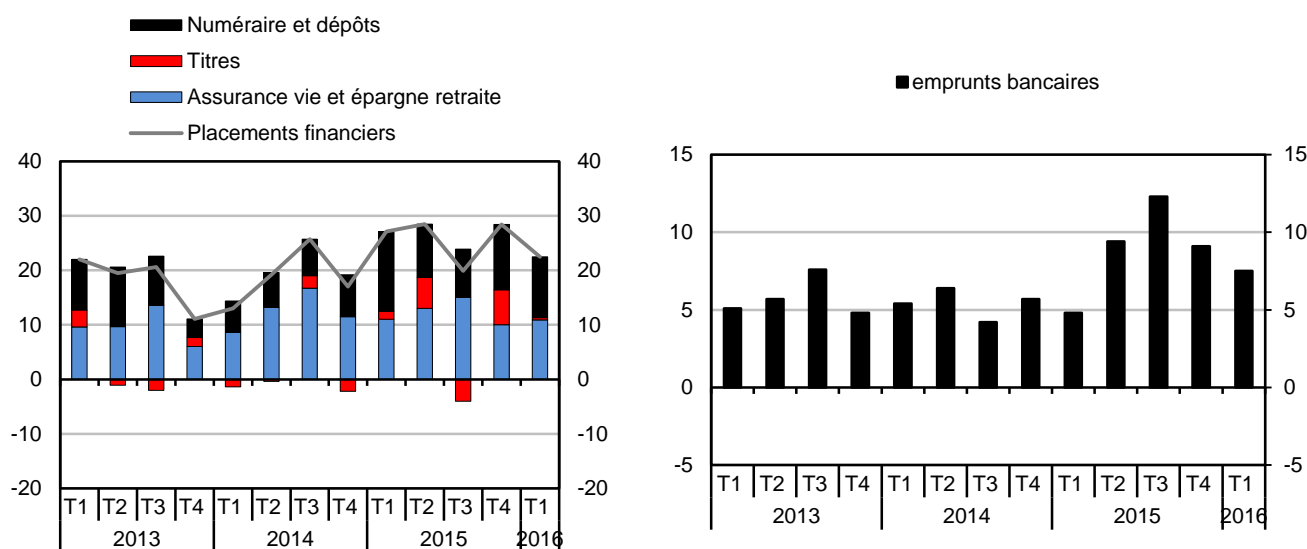 Numéraire et dépôts
Titres
Assurance vie et épargne retraite
Placements financiers
40 40
30 30
20 20
10 10
0 0
-10 -10
-20 -20
T1 T2 T3 T4 T1 T2 T3 T4 T1 T2 T3 T4 T1
2013 2014 2015 2016
emprunts bancaires
15 15
10 10
5 5
0 0
-5 -5
T1 T2 T3 T4 T1 T2 T3 T4 T1 T2 T3 T4 T1
2013 2014 2015 2016